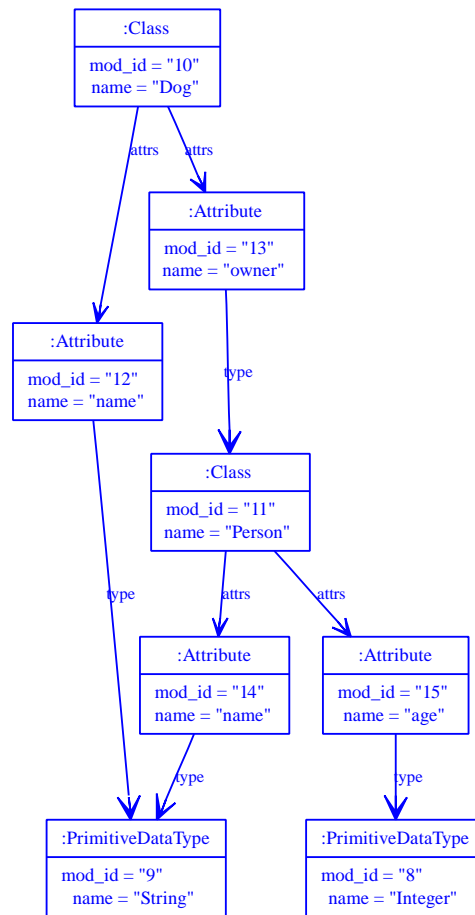 :Class
mod_id = "10"
name = "Dog"
attrs
attrs
:Attribute
mod_id = "13"
name = "owner"
:Attribute
mod_id = "12"
name = "name"
type
:Class
mod_id = "11"
name = "Person"
type
attrs
attrs
:Attribute
mod_id = "14"
name = "name"
:Attribute
mod_id = "15"
name = "age"
type
type
:PrimitiveDataType
mod_id = "9"
name = "String"
:PrimitiveDataType
mod_id = "8"
name = "Integer"